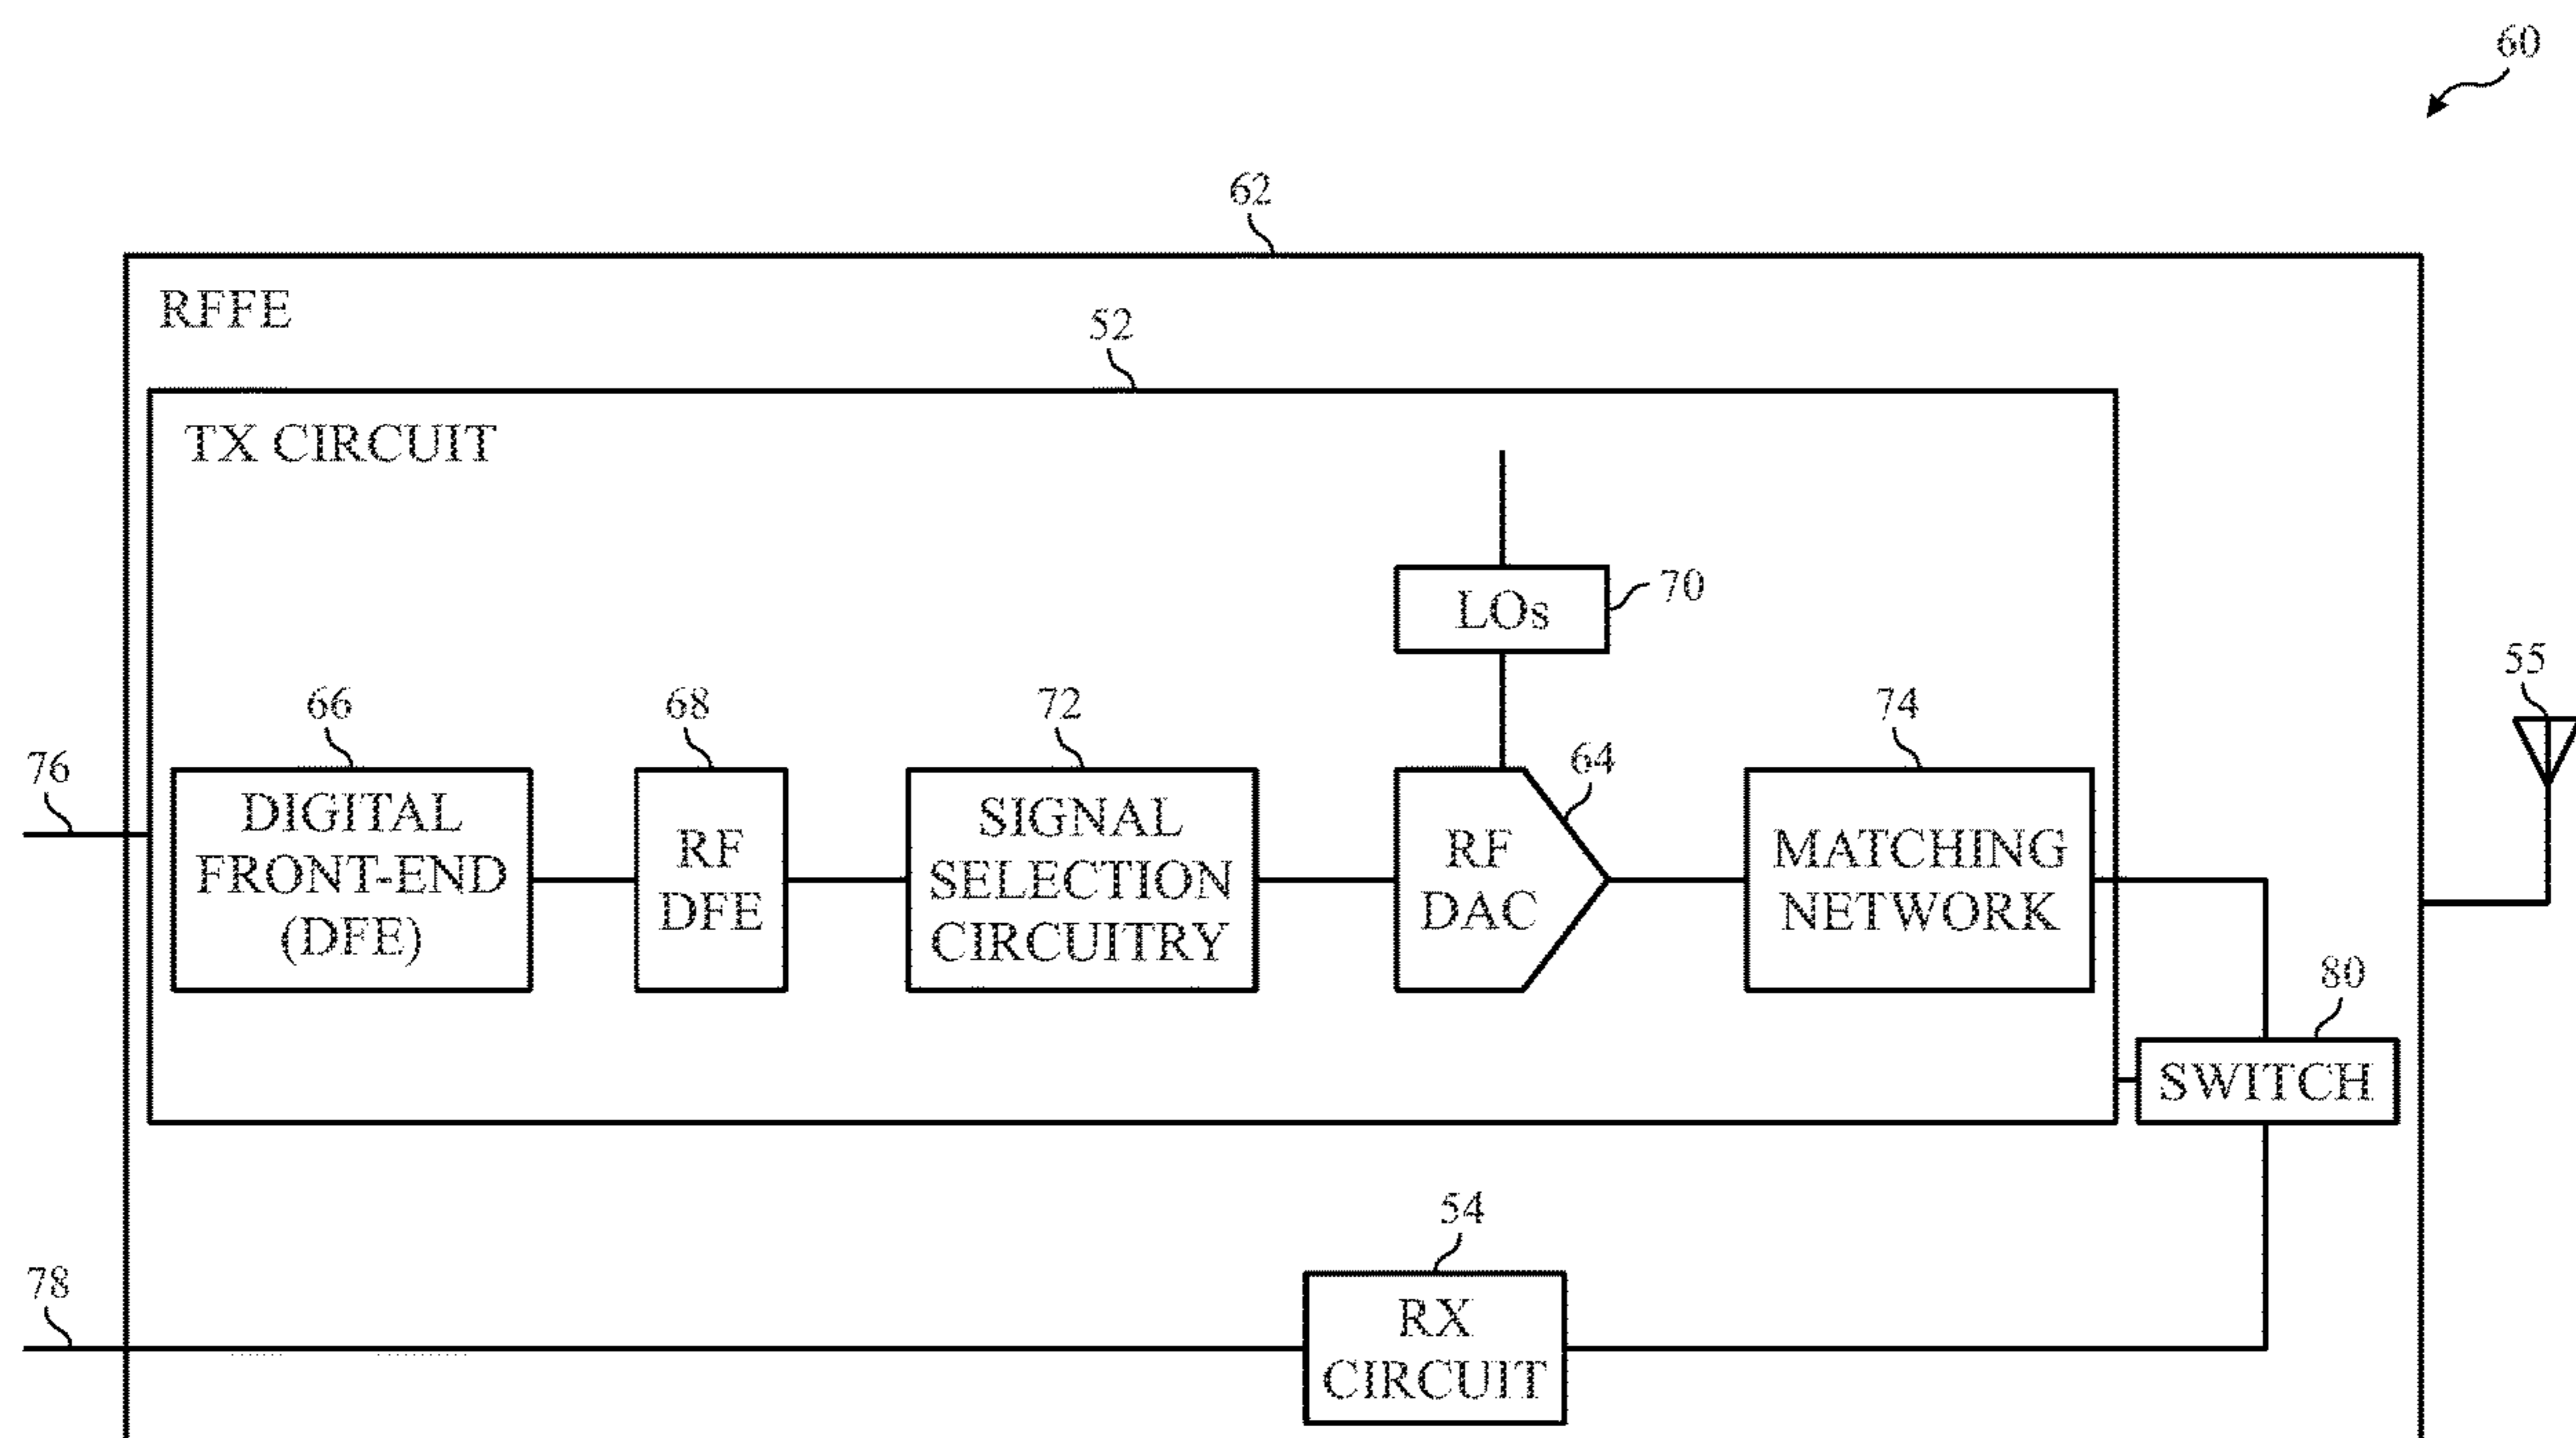 60
62
RFFE
52
TX CIRCUIT
LOs
70
55
66
68
72
64
74
76
DIGITAL
FRONT-END
(DFE)
RF
DFE
SIGNAL
SELECTION
CIRCUITRY
RF
DAC
MATCHING
NETWORK
80
SWITCH
54
78
RX
CIRCUIT